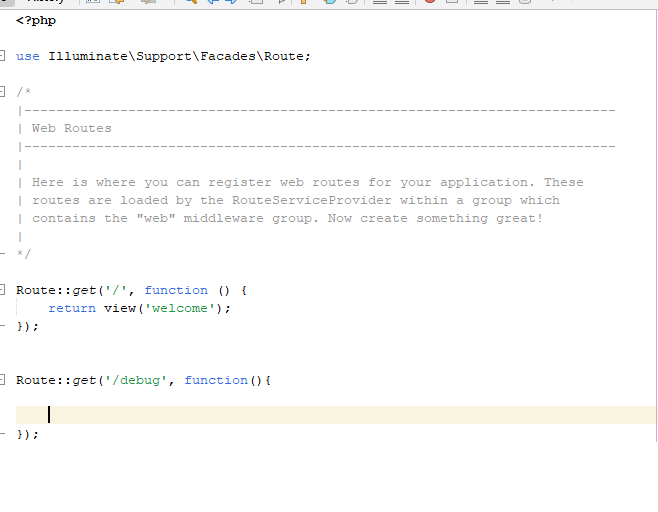 History
<?php
use Illuminate\Support\Facades\Route;
/*
|--------------------------------------------------------------------------
| Web Routes
|--------------------------------------------------------------------------
|
| Here is where you can register web routes for your application. These
| routes are loaded by the RouteServiceProvider within a group which
| contains the "web" middleware group. Now create something great!
|
*/
Route::get('/', function () {
    return view('welcome');
});
Route::get('/debug', function(){
});